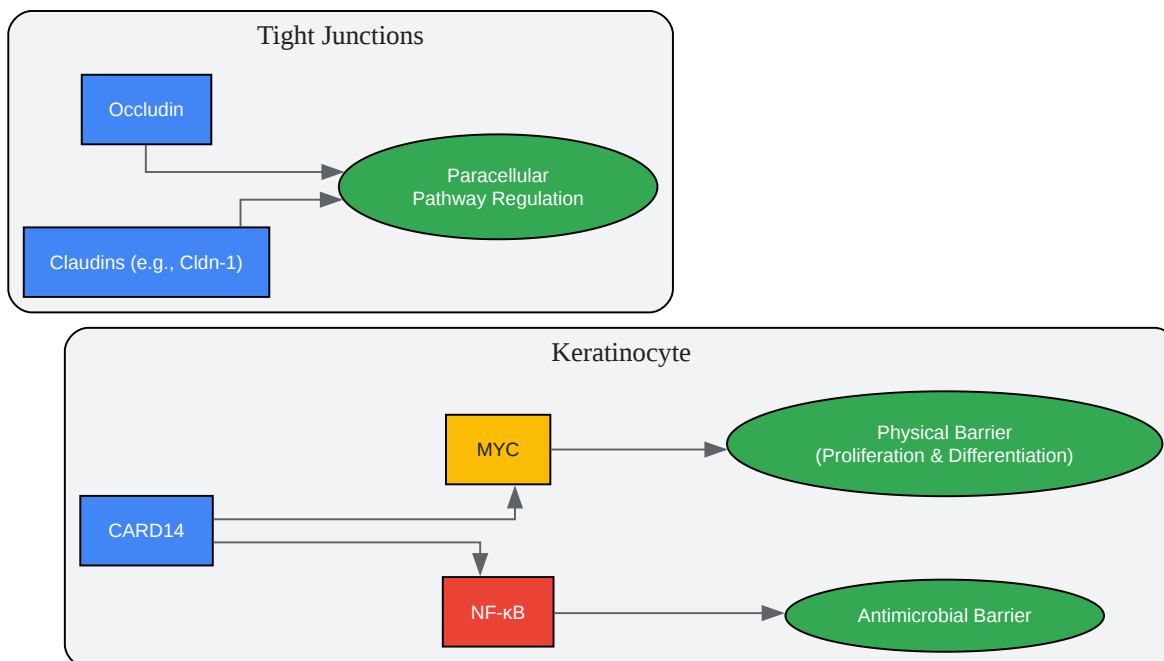 Tight Junctions
Occludin
Paracellular
Pathway Regulation
Claudins (e.g., Cldn-1)
Keratinocyte
MYC
Physical Barrier
(Proliferation & Differentiation)
CARD14
NF-κB
Antimicrobial Barrier